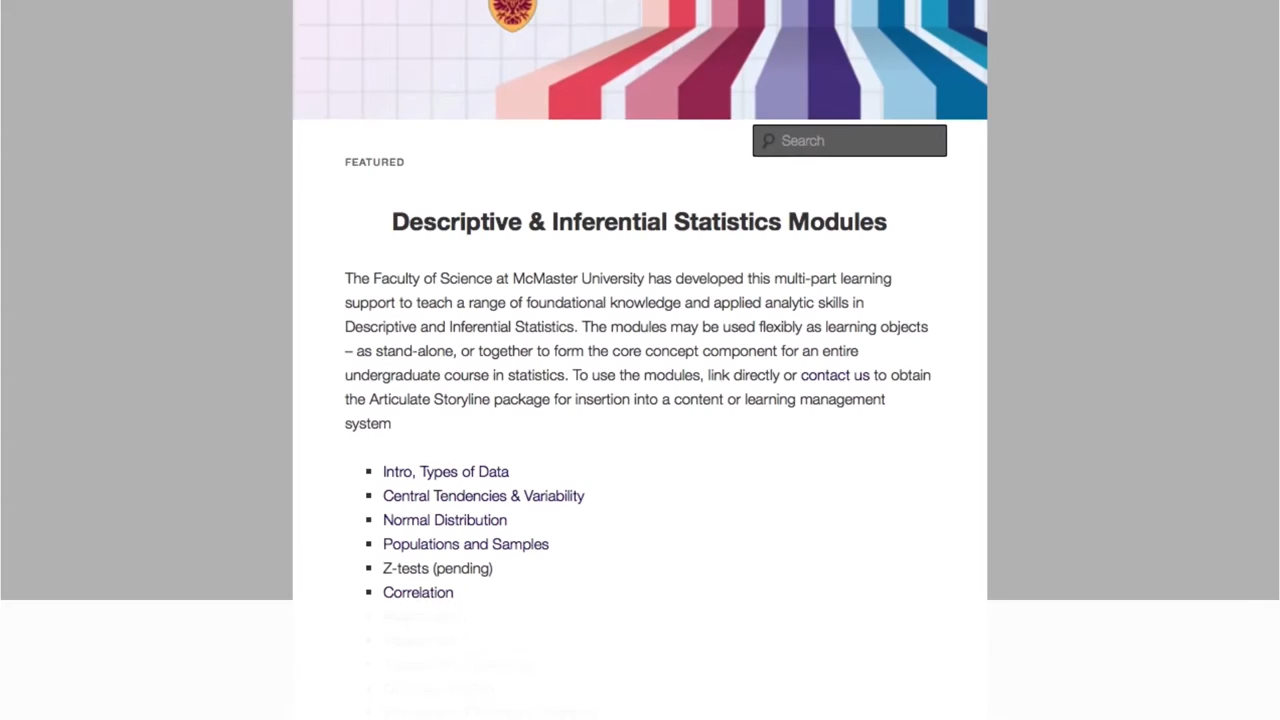 Search
FEATURED
Descriptive & Inferential Statistics Modules
The Faculty of Science at McMaster University has developed this multi-part learning
support to teach a range of foundational knowledge and applied analytic skills in
Descriptive and Inferential Statistics. The modules may be used flexibly as learning objects
– as stand-alone, or together to form the core concept component for an entire
undergraduate course in statistics. To use the modules, link directly or contact us to obtain
the Articulate Storyline package for insertion into a content or learning management
system
Intro, Types of Data
Central Tendencies & Variability
Normal Distribution
Populations and Samples
Z-tests (pending)
Correlation